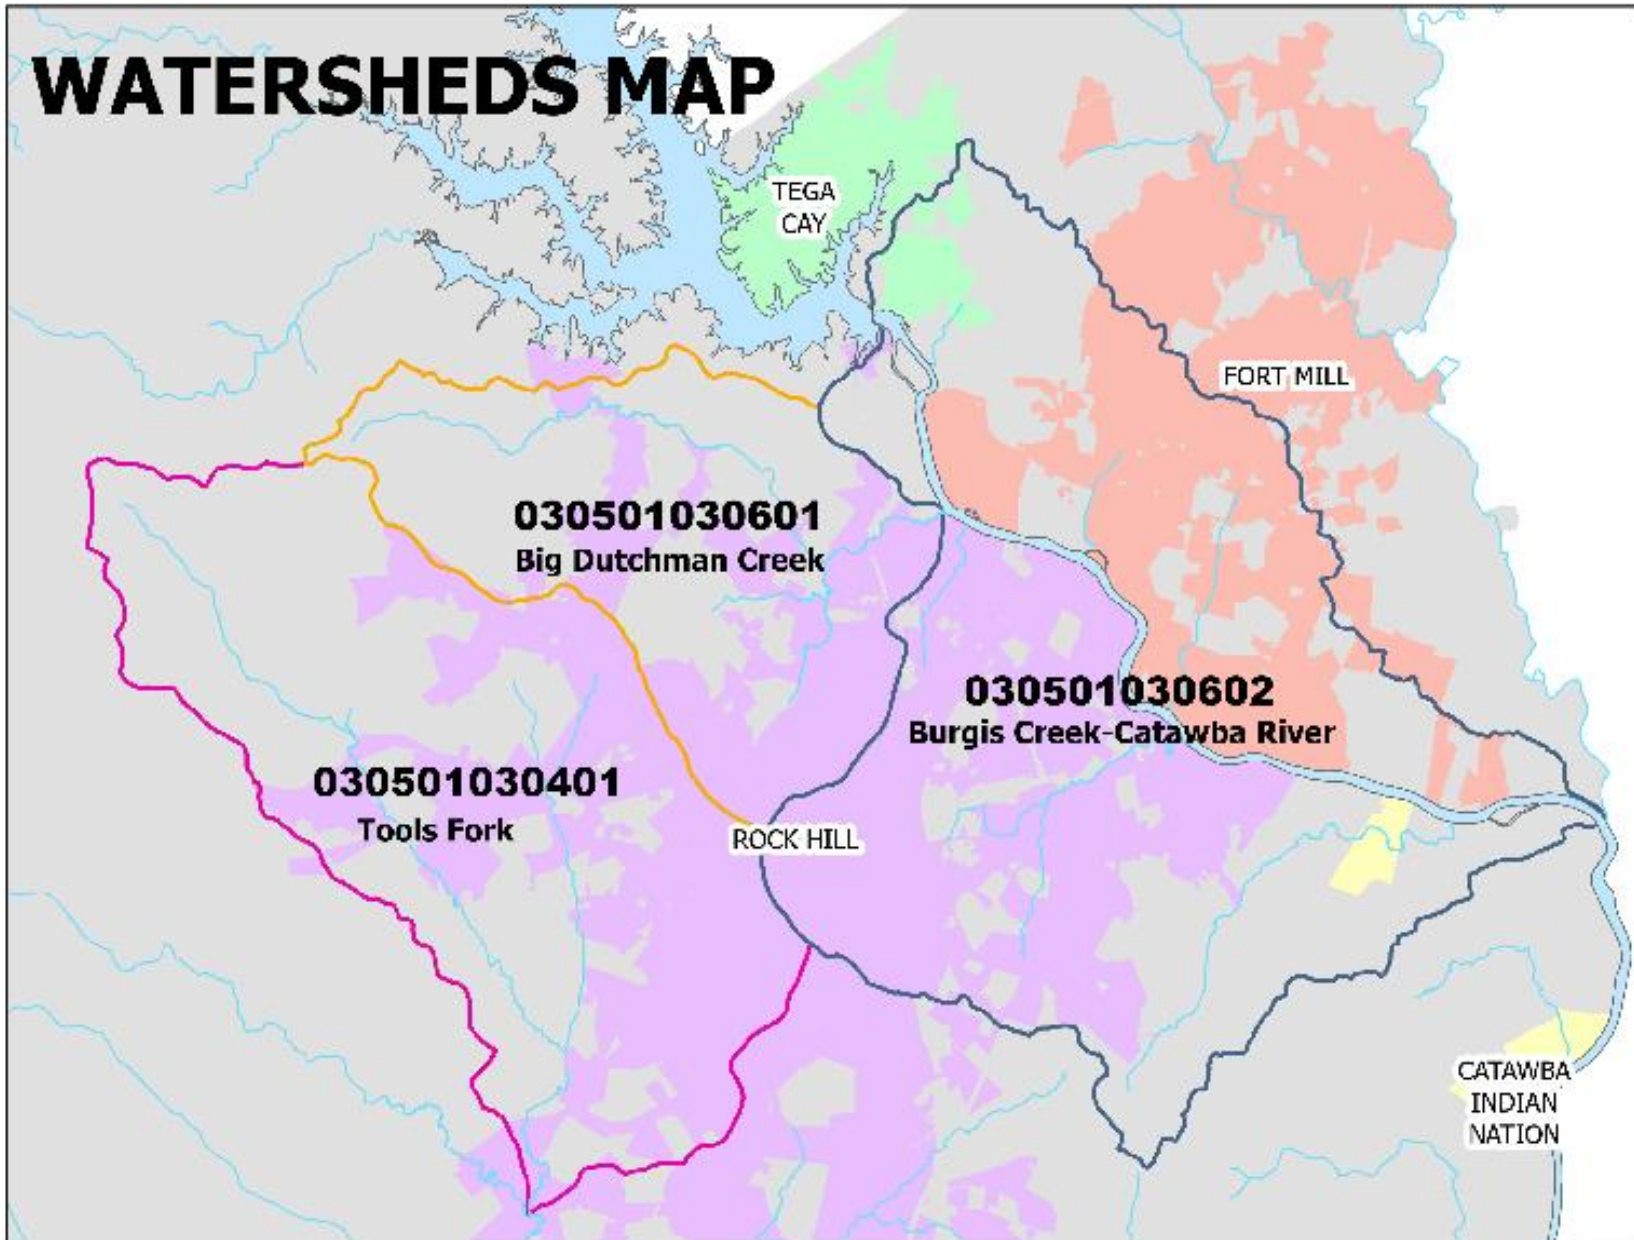 WATERSHEDS MAP
TEGA
CAY
FORT MILL
030501030601
Big Dutchman Creek
030501030602
Burgis Creek-Catawba River
030501030401
Tools Fork
ROCK HILL
CATAWBA
INDIAN
NATION